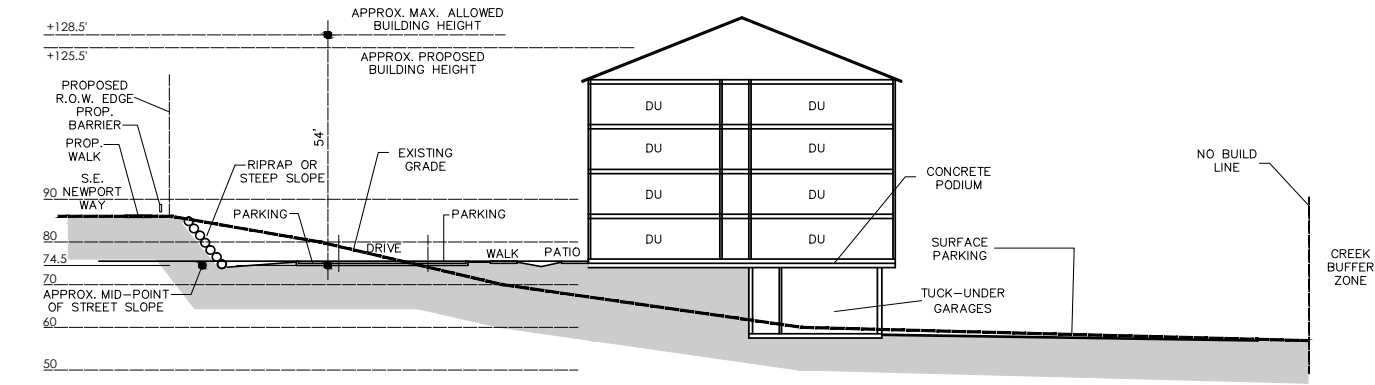 APPROX. MAX. ALLOWED
BUILDING HEIGHT
+128.5'
+125.5'
APPROX. PROPOSED
BUILDING HEIGHT
PROPOSED
R.O.W. EDGE
PROP.
BARRIER
PROP.
WALK
S.E.
NEWPORT
WAY
54'
RIPRAP OR
STEEP SLOPE
EXISTING
GRADE
DU
DU
DU
DU
DU
DU
DU
DU
CONCRETE
PODIUM
NO BUILD
LINE
90
80
74.5
70
60
50
PARKING
PARKING
DRIVE
WALK
PATIO
APPROX. MID-POINT
OF STREET SLOPE
SURFACE
PARKING
TUCK-UNDER
GARAGES
CREEK
BUFFER
ZONE